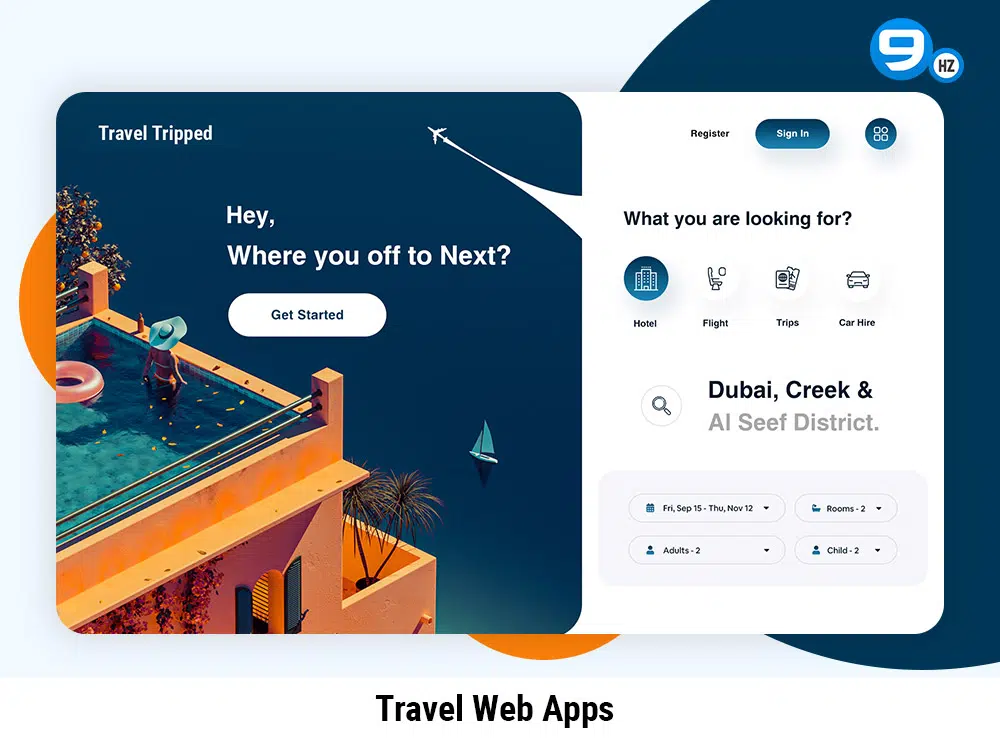 9
HZ
Travel Tripped
Register
Sign In
Hey,
Where you off to Next?
Get Started
What you are looking for?
Hotel
Flight
Trips
Car Hire
Dubai, Creek &
Al Seef District.
Fri, Sep 15 - Thu, Nov 12
Rooms - 2
Adults - 2
Child - 2
Travel Web Apps